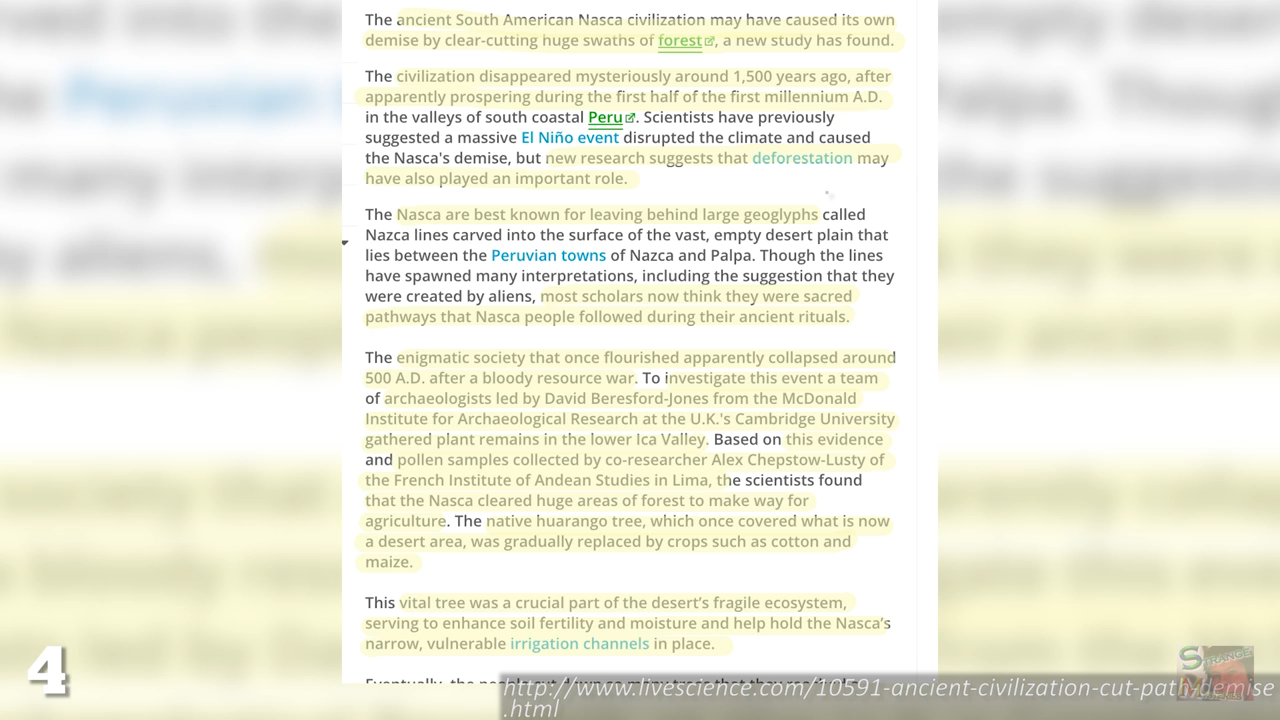 The ancient South American Nasca civilization may have caused its own
demise by clear-cutting huge swaths of forest, a new study has found.
The civilization disappeared mysteriously around 1,500 years ago, after
apparently prospering during the first half of the first millennium A.D.
in the valleys of south coastal Peru. Scientists have previously
suggested a massive El Niño event disrupted the climate and caused
the Nasca's demise, but new research suggests that deforestation may
have also played an important role.
The Nasca are best known for leaving behind large geoglyphs called
Nazca lines carved into the surface of the vast, empty desert plain that
lies between the Peruvian towns of Nazca and Palpa. Though the lines
have spawned many interpretations, including the suggestion that they
were created by aliens, most scholars now think they were sacred
pathways that Nasca people followed during their ancient rituals.
The enigmatic society that once flourished apparently collapsed around
500 A.D. after a bloody resource war. To investigate this event a team
of archaeologists led by David Beresford-Jones from the McDonald
Institute for Archaeological Research at the U.K.'s Cambridge University
gathered plant remains in the lower Ica Valley. Based on this evidence
and pollen samples collected by co-researcher Alex Chepstow-Lusty of
the French Institute of Andean Studies in Lima, the scientists found
that the Nasca cleared huge areas of forest to make way for
agriculture. The native huarango tree, which once covered what is now
a desert area, was gradually replaced by crops such as cotton and
maize.
This vital tree was a crucial part of the desert's fragile ecosystem,
serving to enhance soil fertility and moisture and help hold the Nasca's
narrow, vulnerable irrigation channels in place.
4
http://www.livescience.com/10591-ancient-civilization-cut-path-demise
.html
STRANGE